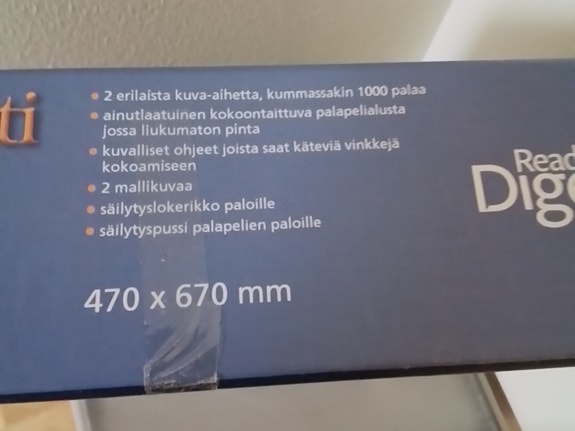 ti
• 2 erilaista kuva-aihetta, kummassakin 1000 palaa
• ainutlaatuinen kokoontaittuva palapelialusta
jossa liukumaton pinta
• kuvalliset ohjeet joista saat käteviä vinkkejä
kokoamiseen
• 2 mallikuvaa
• säilytyslokerikko paloille
• säilytyspussi palapelien paloille
470 x 670 mm
Read
Dige